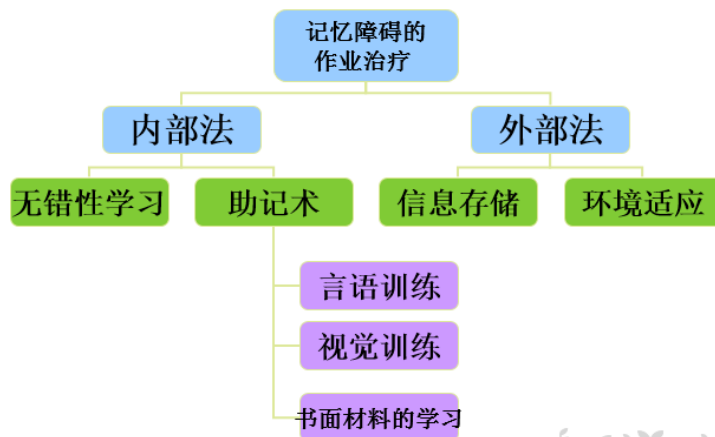 记忆障碍的
作业治疗
内部法
外部法
无错性学习
助记术
信息存储
环境适应
言语训练
视觉训练
书面材料的学习